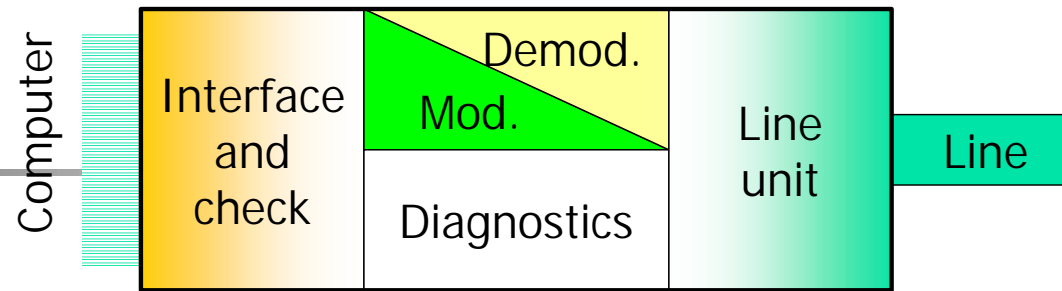 Computer
Interface
and
check
Demod.
Mod.
Diagnostics
Line
unit
Line